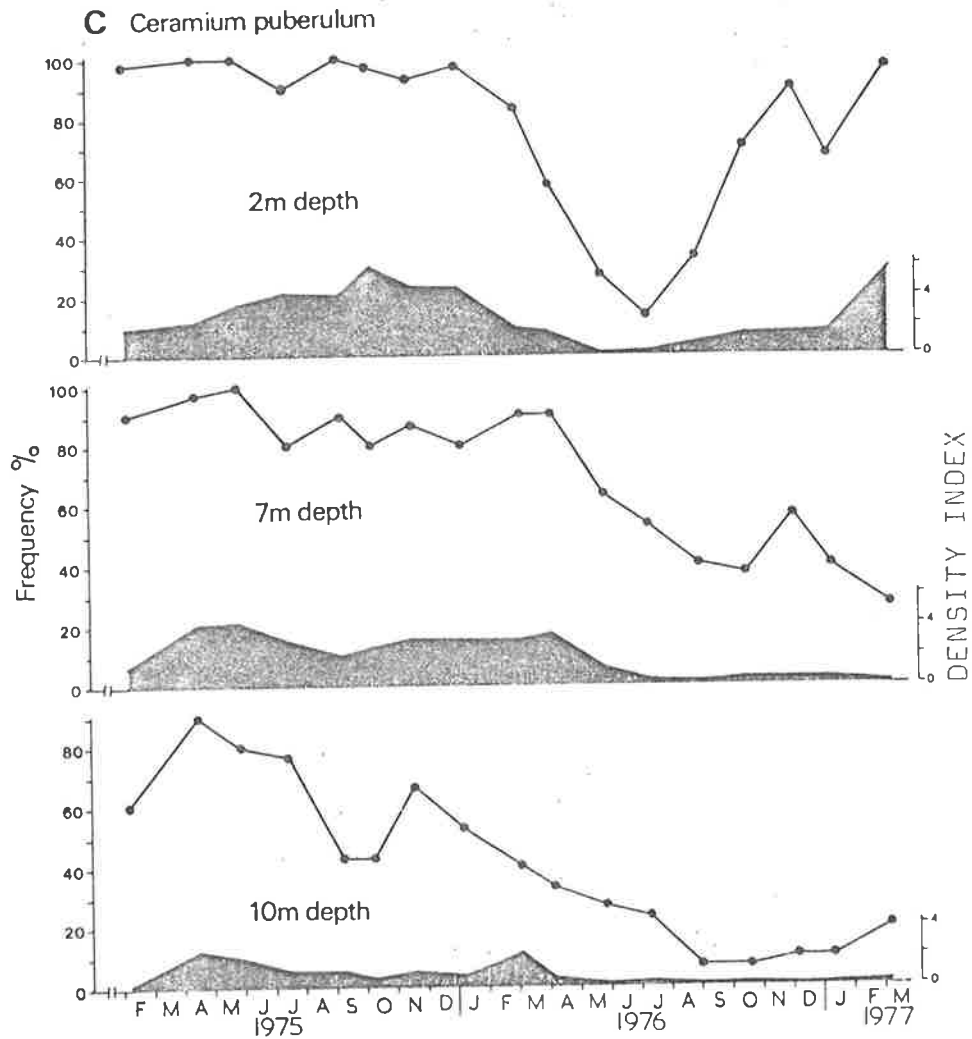 C Ceramium puberulum
100
80
60
40
20
0
2m depth
4
0
100
80
60
40
20
0
7m depth
4
0
Frequency %
DENSITY INDEX
80
60
40
20
0
10m depth
4
0
F M A M J J A S O N D J F M A M J J A S O N D J F M
1975 1976 1977